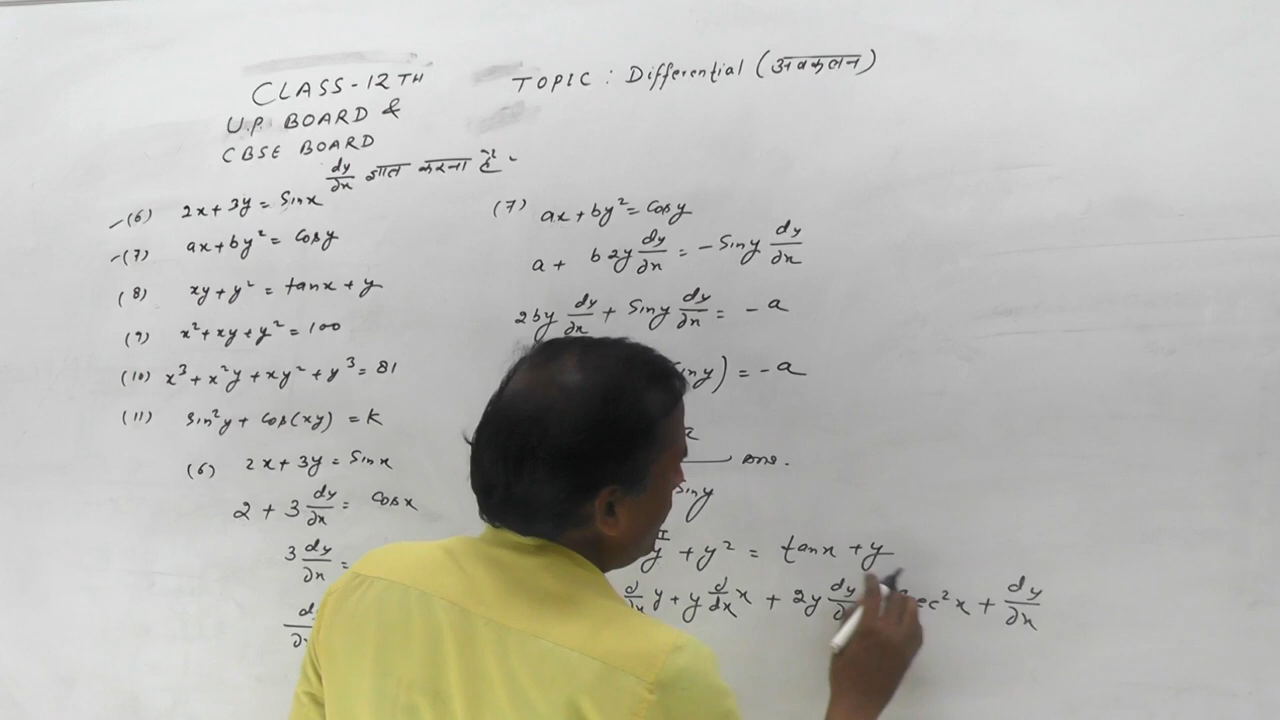 CLASS-12TH
U.P. BOARD &
CBSE BOARD
TOPIC : Differential (अवकलन)
dy/dx ज्ञात करना है -
(6) 2x + 3y = Sinx
(7) ax + by² = Cosy
(8) xy + y² = tanx + y
(9) x² + xy + y² = 100
(10) x³ + x²y + xy² + y³ = 81
(11) Sin²y + Cos(xy) = K
(6) 2x + 3y = Sinx
2 + 3 dy/dx = Cosx
3 dy/dx =
(7) ax + by² = Cosy
a + b 2y dy/dx = - Siny dy/dx
2by dy/dx + Siny dy/dx = - a
iny) = - a
ans.
Siny
y + y² = tanx + y
y + y d/dx x + 2y dy ec²x + dy/dx